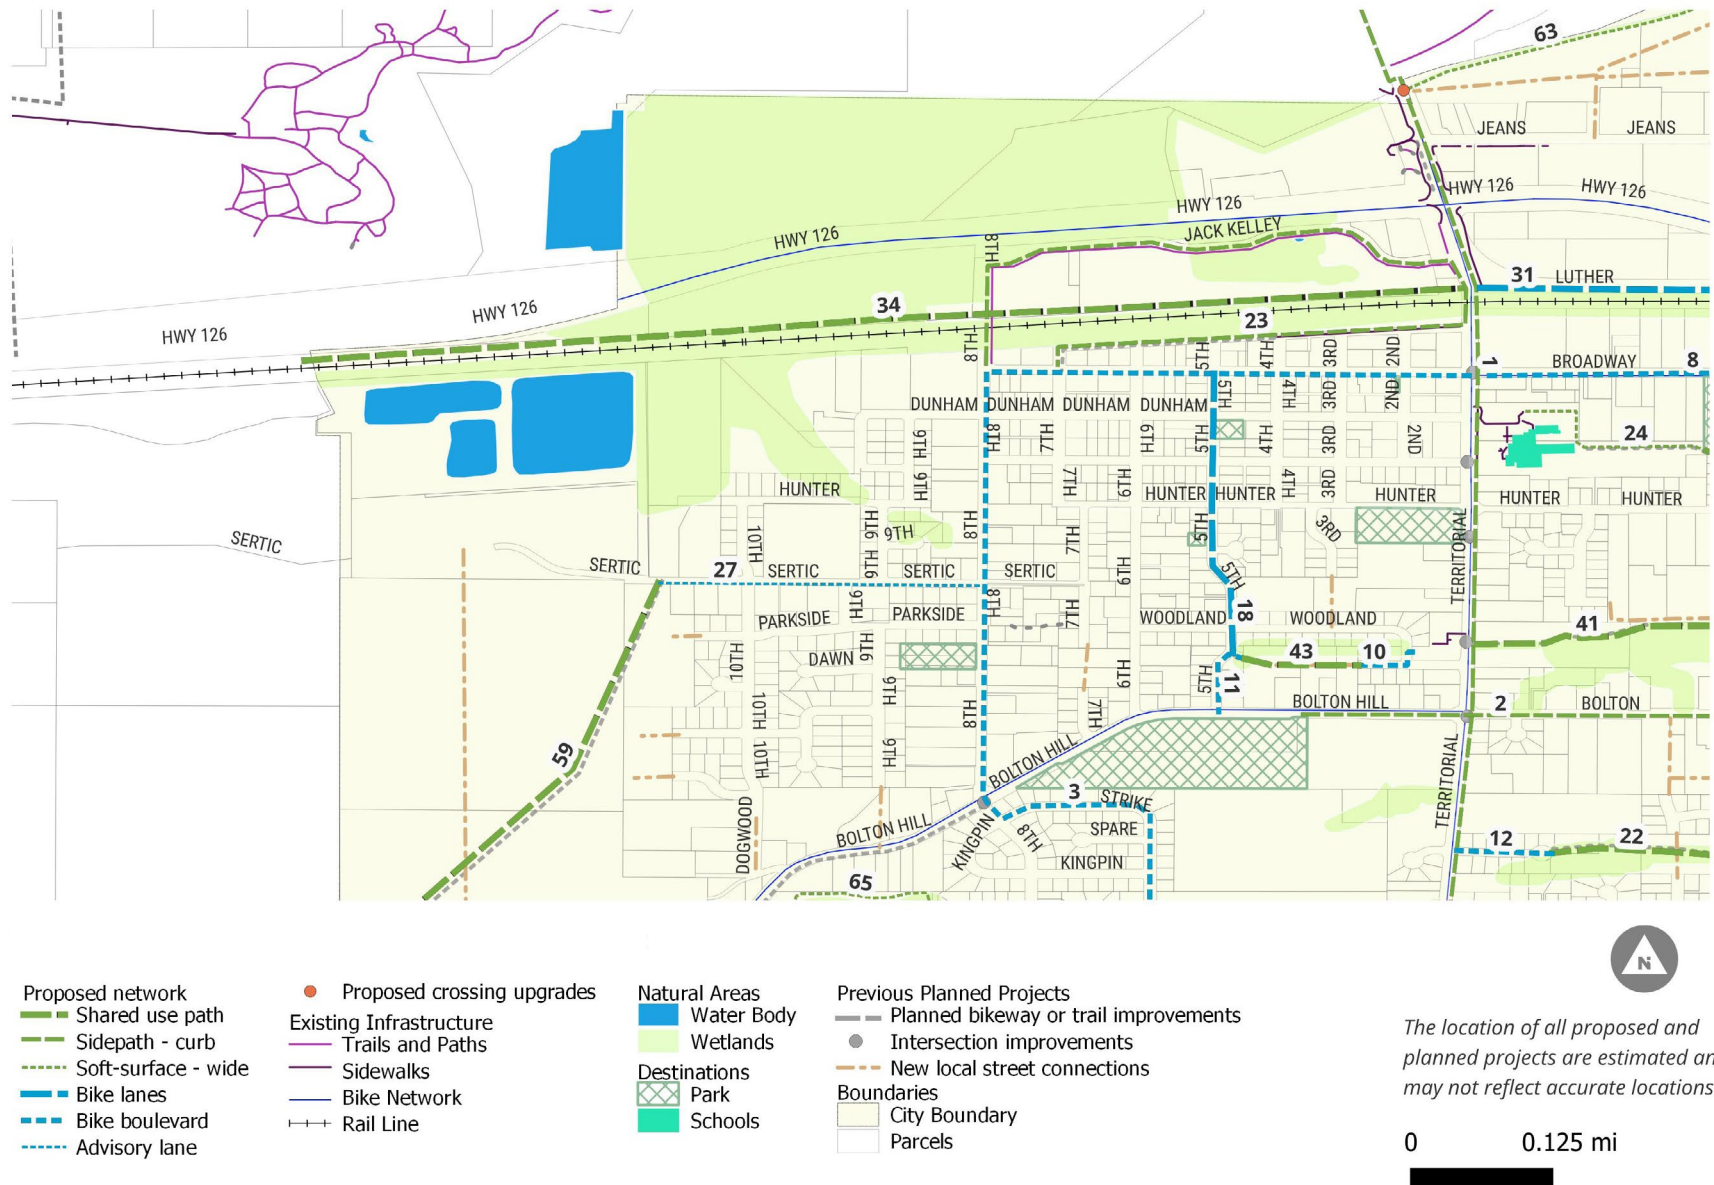 63
JEANS
JEANS
HWY 126
HWY 126
HWY 126
HWY 126
JACK KELLEY
8TH
31
LUTHER
HWY 126
34
23
HWY 126
8TH
5TH
4TH
3RD
2ND
1
BROADWAY
8
5TH
4TH
3RD
2ND
DUNHAM
DUNHAM
DUNHAM
DUNHAM
9TH
8TH
7TH
6TH
5TH
4TH
3RD
2ND
24
9TH
7TH
6TH
4TH
3RD
HUNTER
HUNTER
HUNTER
HUNTER
HUNTER
HUNTER
SERTIC
10TH
9TH
9TH
8TH
7TH
5TH
3RD
TERRITORIAL
SERTIC
27
SERTIC
9TH
SERTIC
SERTIC
6TH
5TH
9TH
8TH
7TH
18
PARKSIDE
PARKSIDE
WOODLAND
WOODLAND
41
10TH
DAWN
9TH
6TH
5TH
11
43
10
9TH
10TH
8TH
7TH
BOLTON HILL
2
BOLTON
59
10TH
9TH
BOLTON HILL
TERRITORIAL
3
STRIKE
DOGWOOD
BOLTON HILL
KINGPIN
8TH
SPARE
KINGPIN
12
22
65
N
Proposed network
Shared use path
Sidepath - curb
Soft-surface - wide
Bike lanes
Bike boulevard
Advisory lane
Proposed crossing upgrades
Existing Infrastructure
Trails and Paths
Sidewalks
Bike Network
Rail Line
Natural Areas
Water Body
Wetlands
Destinations
Park
Schools
Previous Planned Projects
Planned bikeway or trail improvements
Intersection improvements
New local street connections
Boundaries
City Boundary
Parcels
The location of all proposed and
planned projects are estimated an
may not reflect accurate locations
0 0.125 mi